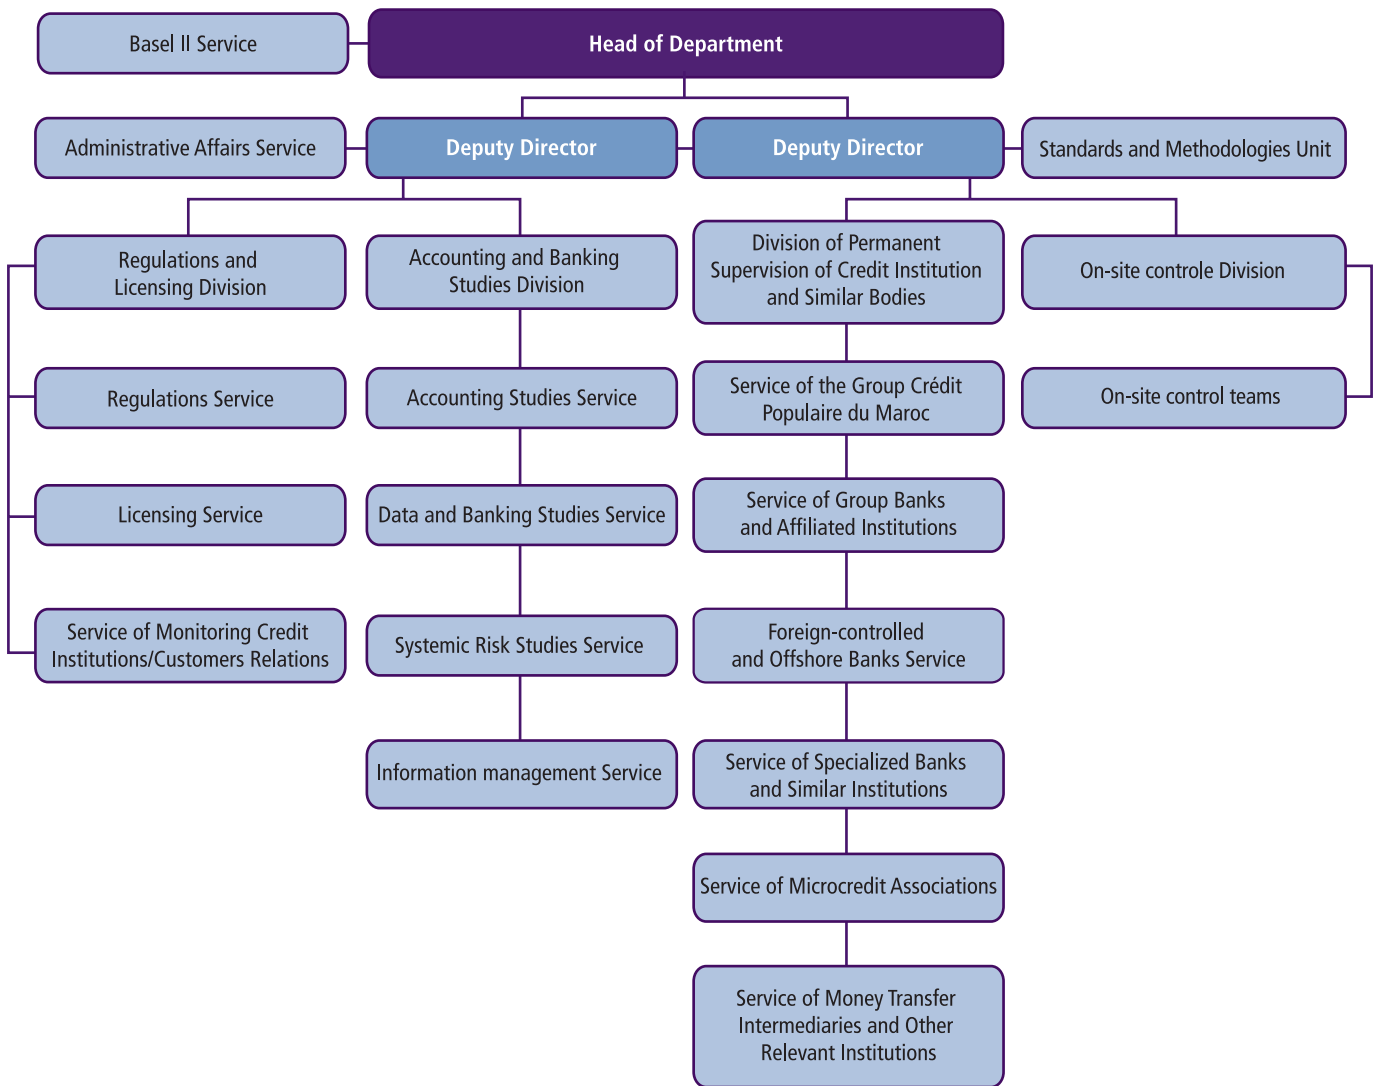 Basel II Service
Head of Department
Administrative Affairs Service
Deputy Director
Deputy Director
Standards and Methodologies Unit
Regulations and
Licensing Division
Accounting and Banking
Studies Division
Division of Permanent
Supervision of Credit Institution
and Similar Bodies
On-site controle Division
Regulations Service
Accounting Studies Service
Service of the Group Crédit
Populaire du Maroc
On-site control teams
Licensing Service
Data and Banking Studies Service
Service of Group Banks
and Affiliated Institutions
Service of Monitoring Credit
Institutions/Customers Relations
Systemic Risk Studies Service
Foreign-controlled
and Offshore Banks Service
Information management Service
Service of Specialized Banks
and Similar Institutions
Service of Microcredit Associations
Service of Money Transfer
Intermediaries and Other
Relevant Institutions